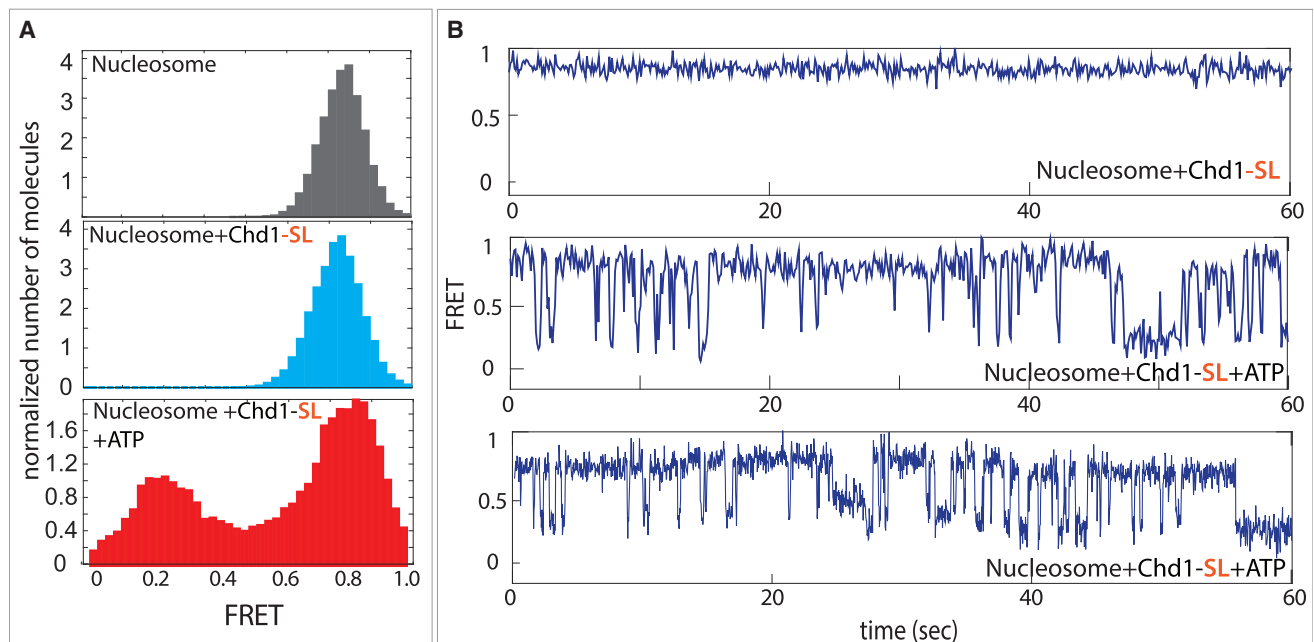 A
Nucleosome
4
3
2
1
Nucleosome+Chd1-SL
4
3
2
1
0
Nucleosome +Chd1-SL
+ATP
1.6
1.2
0.8
0.4
0
0 0.2 0.4 0.6 0.8 1.0
FRET
normalized number of molecules
B
1
0.5
0
Nucleosome+Chd1-SL
0 20 40 60
1
0.5
0
Nucleosome+Chd1-SL+ATP
0 20 40 60
FRET
1
0.5
0
Nucleosome+Chd1-SL+ATP
0 20 40 60
time (sec)